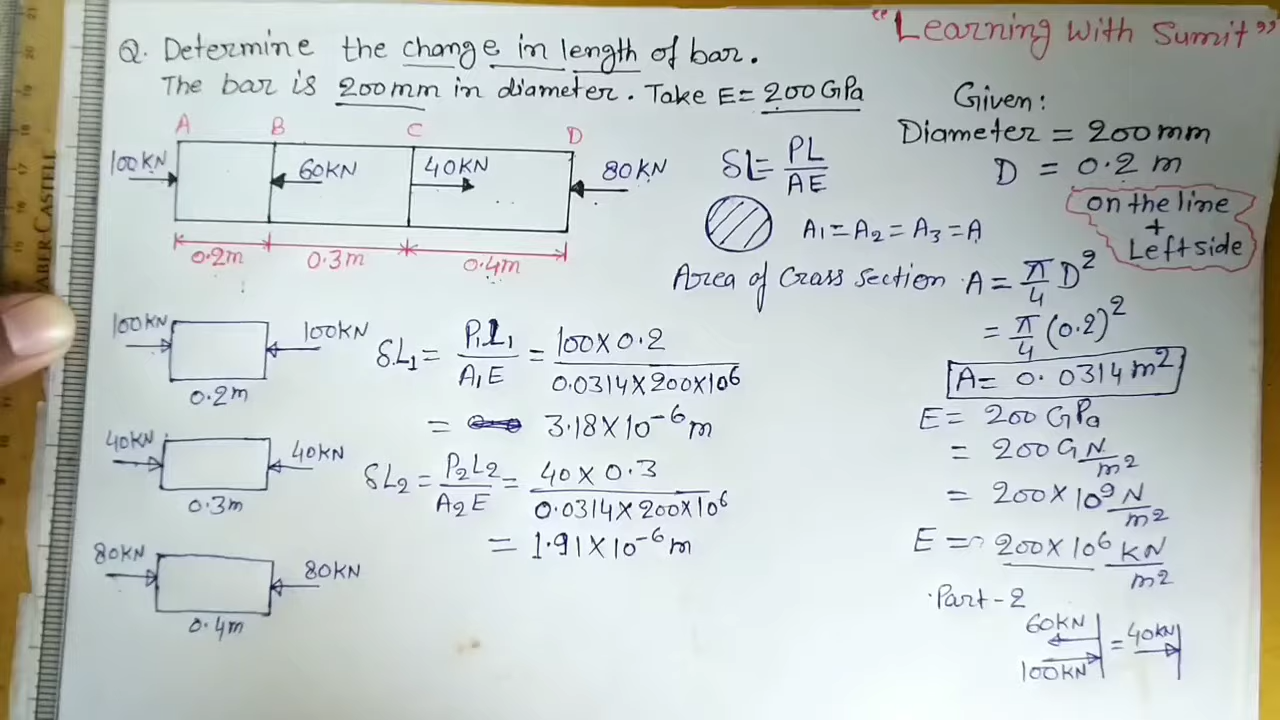 "Learning With Sumit"
Q. Determine the change in length of bar.
The bar is 200mm in diameter. Take E = 200GPa
Given:
Diameter = 200mm
D = 0.2 m
A B C D
100KN 60KN 40KN 80KN
0.2m 0.3m 0.4m
δL = PL / AE
A1 = A2 = A3 = A
on the line
+
Left side
Area of Crass section A = π/4 D²
= π/4 (0.2)²
A = 0.0314 m²
E = 200 GPa
= 200 G N/m²
= 200 × 10⁹ N/m²
E = 200 × 10⁶ KN/m²
100KN 100KN
0.2m
δL1 = P1L1 / A1E = 100 × 0.2 / 0.0314 × 200 × 10⁶
= 3.18 × 10⁻⁶ m
40KN 40KN
0.3m
δL2 = P2L2 / A2E = 40 × 0.3 / 0.0314 × 200 × 10⁶
= 1.91 × 10⁻⁶ m
80KN 80KN
0.4m
Part-2
60KN
100KN = 40KN